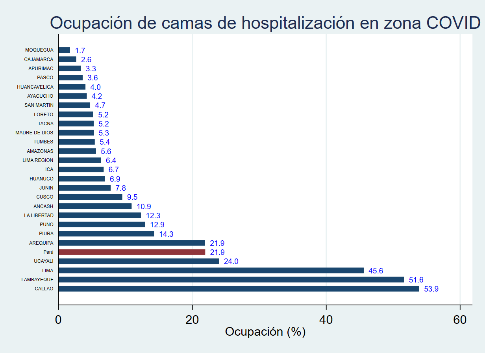 Ocupación de camas de hospitalización en zona COVID
MOQUEGUA 1.7
CAJAMARCA 2.6
APURIMAC 3.3
PASCO 3.6
HUANCAVELICA 4.0
AYACUCHO 4.2
SAN MARTIN 4.7
LORETO 5.2
TACNA 5.2
MADRE DE DIOS 5.3
TUMBES 5.4
AMAZONAS 5.6
LIMA REGION 6.4
ICA 6.7
HUANUCO 6.9
JUNIN 7.8
CUSCO 9.5
ANCASH 10.9
LA LIBERTAD 12.3
PUNO 12.9
PIURA 14.3
AREQUIPA 21.9
Perú 21.9
UCAYALI 24.0
LIMA 45.6
LAMBAYEQUE 51.6
CALLAO 53.9
0 20 40 60
Ocupación (%)